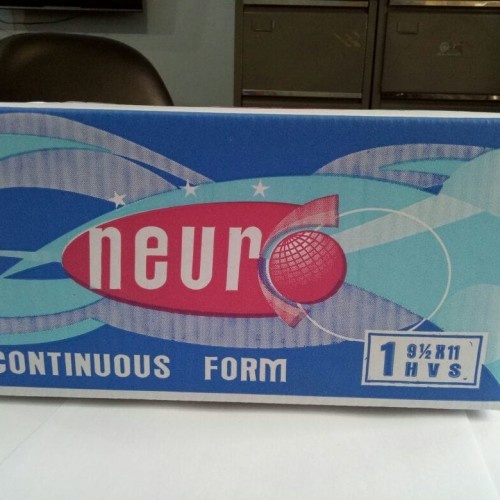 neuro
CONTINUOUS FORM
1 9½ X 11
H V S.